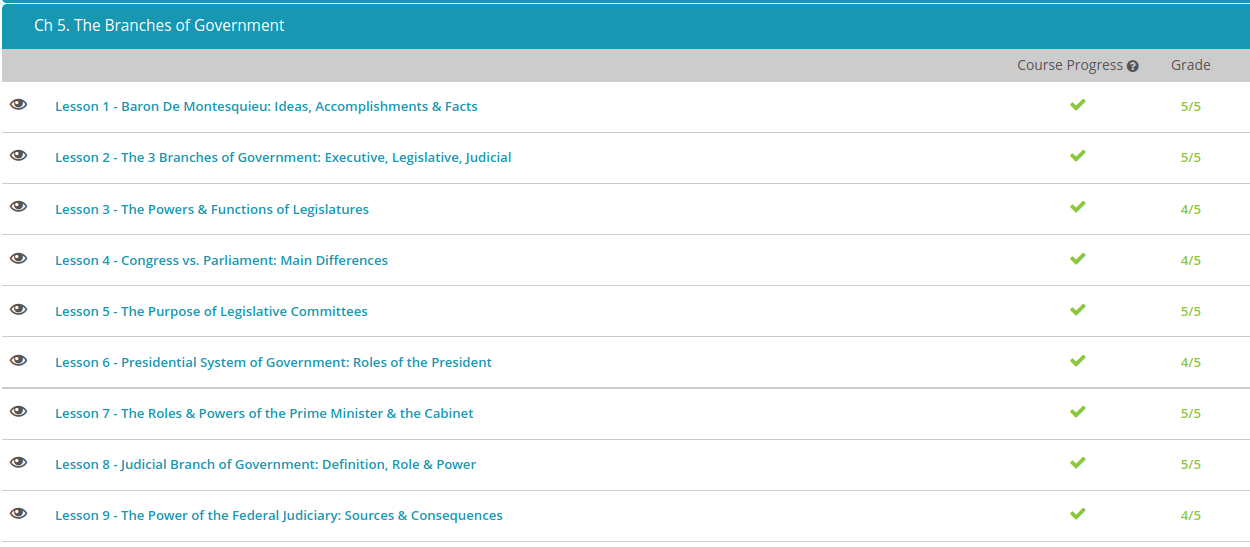 Ch 5. The Branches of Government
Course Progress ? Grade
Lesson 1 - Baron De Montesquieu: Ideas, Accomplishments & Facts 5/5
Lesson 2 - The 3 Branches of Government: Executive, Legislative, Judicial 5/5
Lesson 3 - The Powers & Functions of Legislatures 4/5
Lesson 4 - Congress vs. Parliament: Main Differences 4/5
Lesson 5 - The Purpose of Legislative Committees 5/5
Lesson 6 - Presidential System of Government: Roles of the President 4/5
Lesson 7 - The Roles & Powers of the Prime Minister & the Cabinet 5/5
Lesson 8 - Judicial Branch of Government: Definition, Role & Power 5/5
Lesson 9 - The Power of the Federal Judiciary: Sources & Consequences 4/5